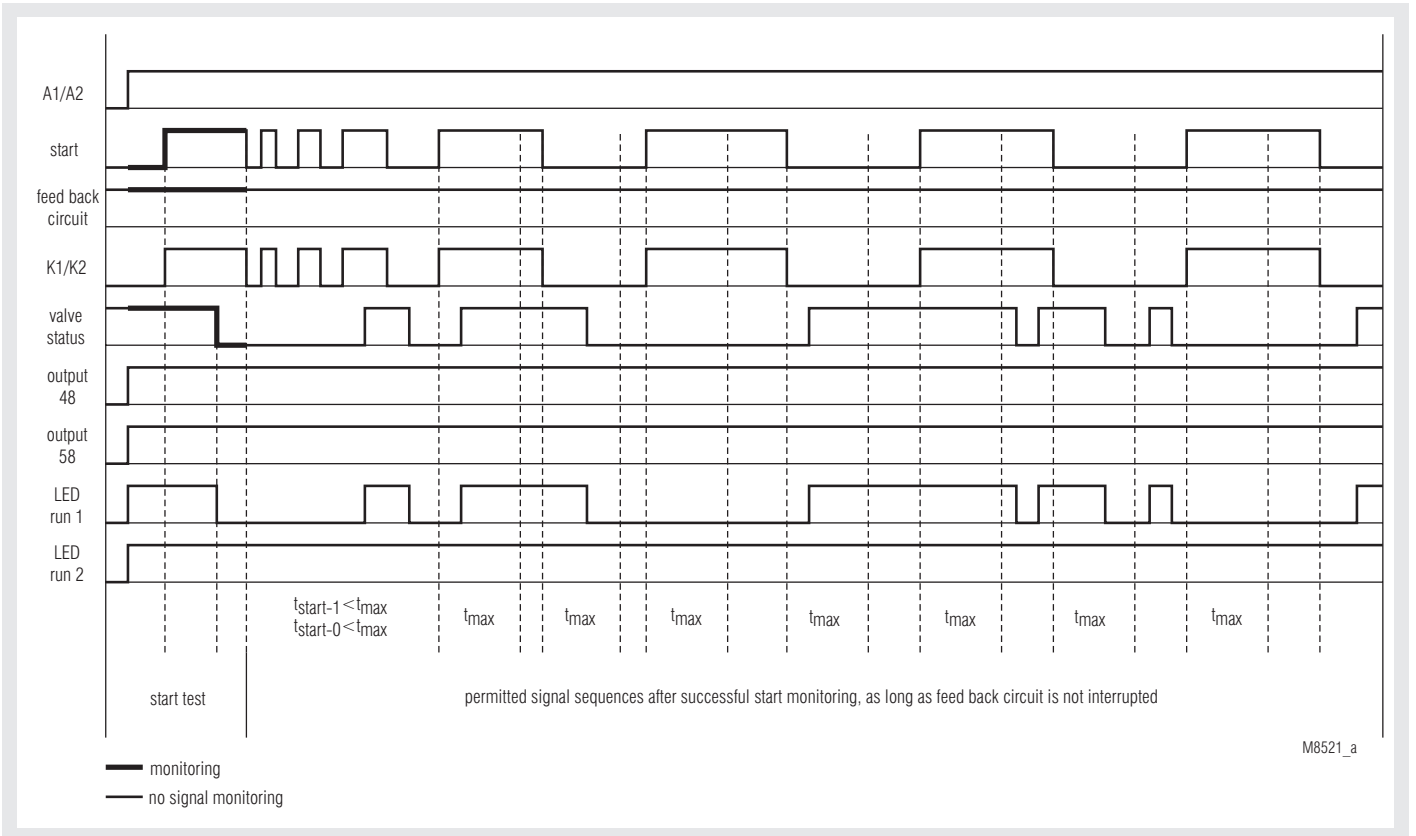 A1/A2
start
feed back
circuit
K1/K2
valve
status
output
48
output
58
LED
run 1
LED
run 2
tstart-1<tmax
tstart-0<tmax
tmax
tmax
tmax
tmax
tmax
tmax
tmax
start test
permitted signal sequences after successful start monitoring, as long as feed back circuit is not interrupted
M8521_a
monitoring
no signal monitoring